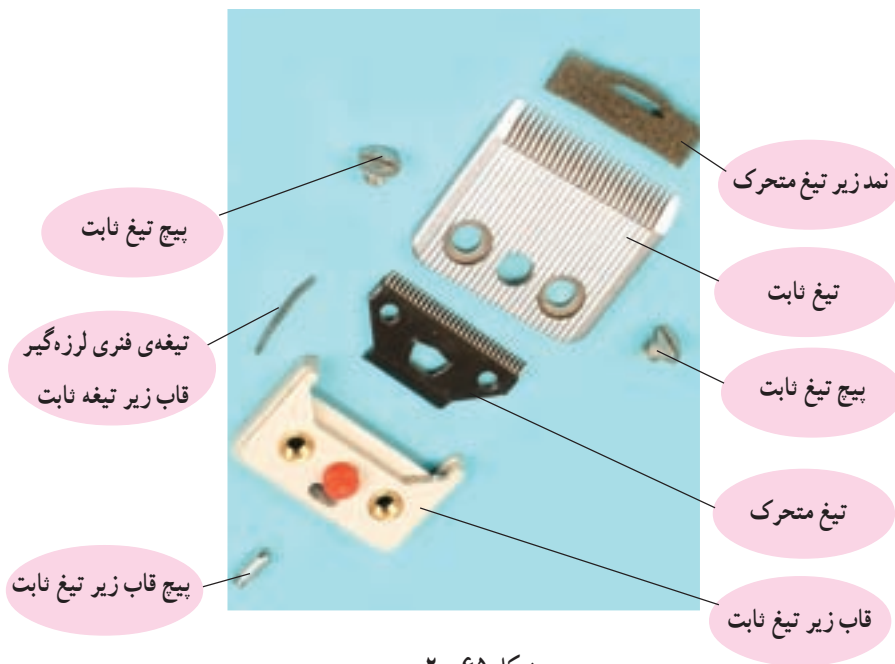 نمد زیر تیغ متحرک
پیچ تیغ ثابت
تیغ ثابت
تیغه‌ی فنری لرزه‌گیر
قاب زیر تیغه ثابت
پیچ تیغ ثابت
تیغ متحرک
پیچ قاب زیر تیغ ثابت
قاب زیر تیغ ثابت